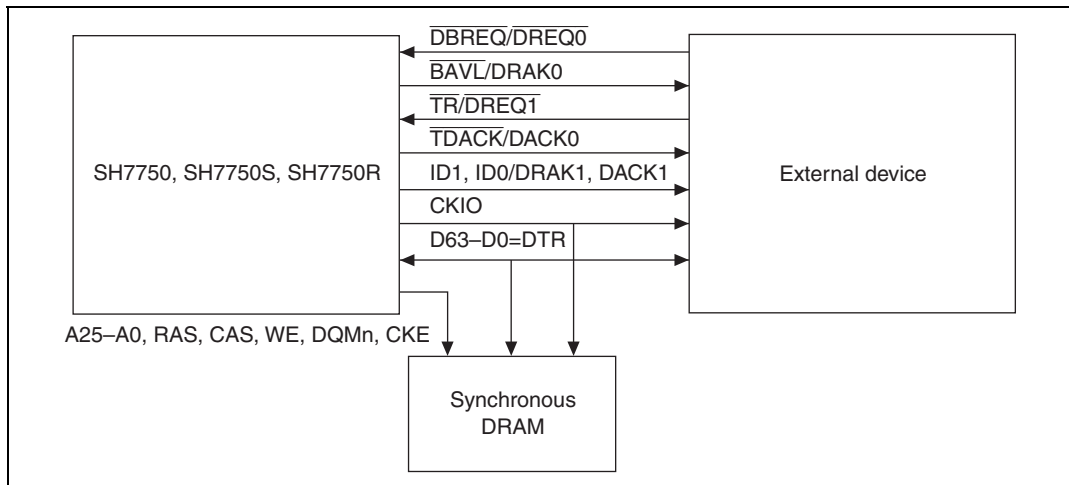 DBREQ/DREQ0
BAVL/DRAK0
TR/DREQ1
TDACK/DACK0
SH7750, SH7750S, SH7750R
ID1, ID0/DRAK1, DACK1
External device
CKIO
D63–D0=DTR
A25–A0, RAS, CAS, WE, DQMn, CKE
Synchronous
DRAM